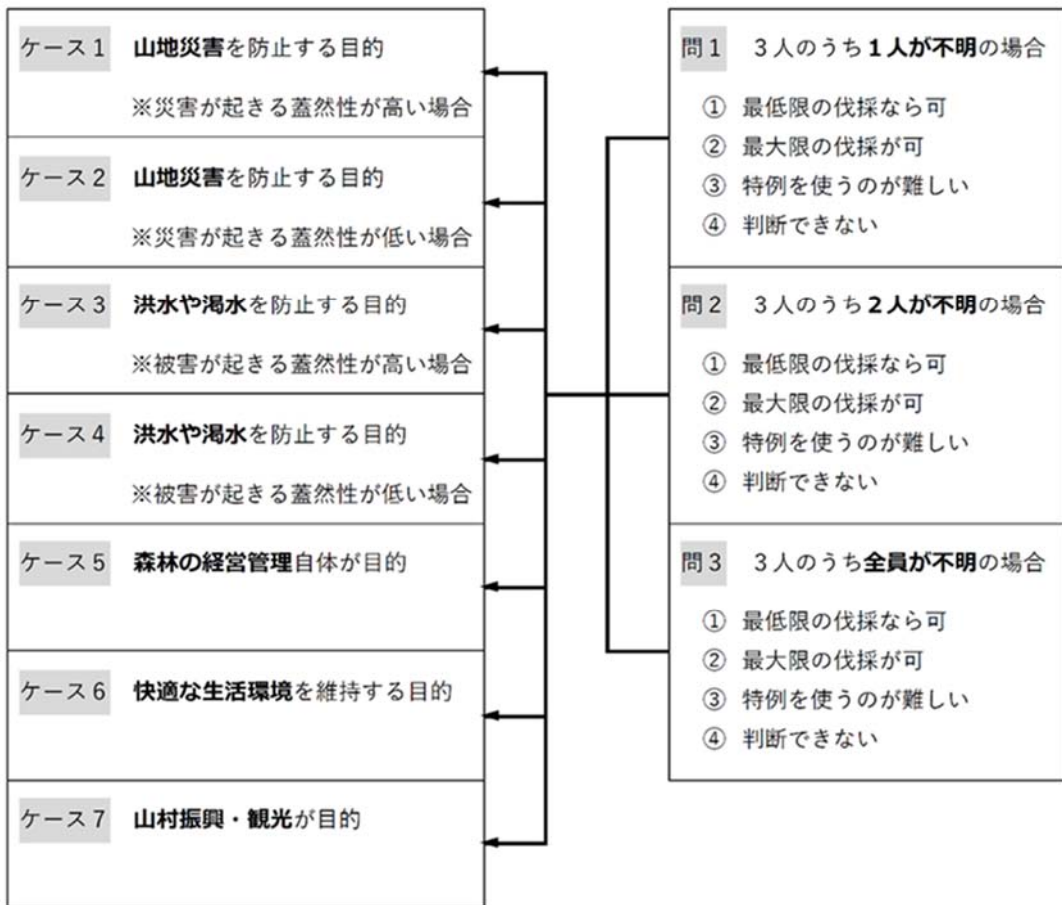 ケース1 山地災害を防止する目的
※災害が起きる蓋然性が高い場合
ケース2 山地災害を防止する目的
※災害が起きる蓋然性が低い場合
ケース3 洪水や渇水を防止する目的
※被害が起きる蓋然性が高い場合
ケース4 洪水や渇水を防止する目的
※被害が起きる蓋然性が低い場合
ケース5 森林の経営管理自体が目的
ケース6 快適な生活環境を維持する目的
ケース7 山村振興・観光が目的
問1 3人のうち1人が不明の場合
① 最低限の伐採なら可
② 最大限の伐採が可
③ 特例を使うのが難しい
④ 判断できない
問2 3人のうち2人が不明の場合
① 最低限の伐採なら可
② 最大限の伐採が可
③ 特例を使うのが難しい
④ 判断できない
問3 3人のうち全員が不明の場合
① 最低限の伐採なら可
② 最大限の伐採が可
③ 特例を使うのが難しい
④ 判断できない